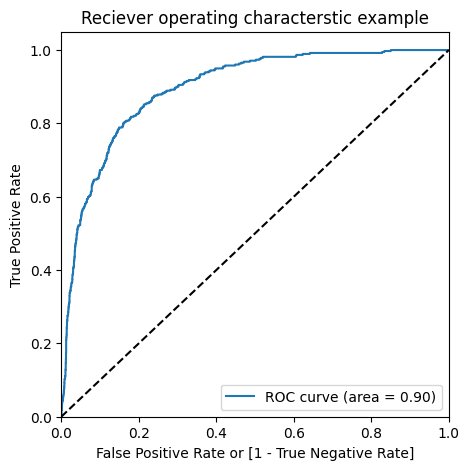 Reciever operating characterstic example
1.0
0.8
0.6
0.4
0.2
0.0
True Positive Rate
ROC curve (area = 0.90)
0.0 0.2 0.4 0.6 0.8 1.0
False Positive Rate or [1 - True Negative Rate]